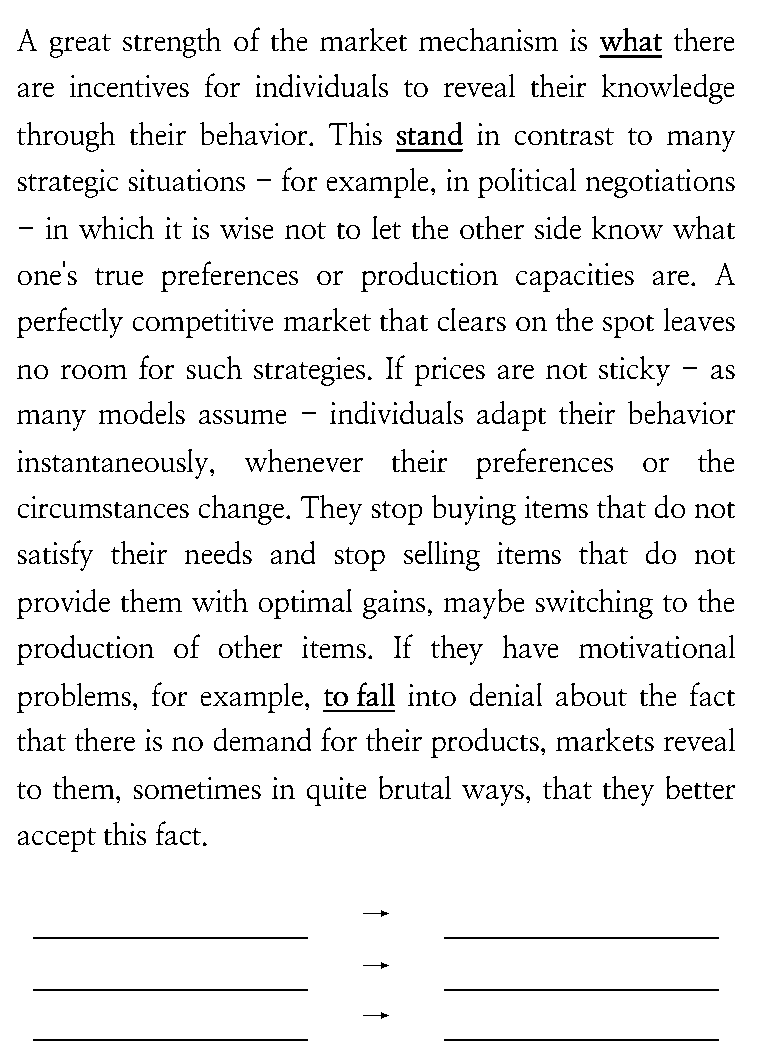 A great strength of the market mechanism is what there
are incentives for individuals to reveal their knowledge
through their behavior. This stand in contrast to many
strategic situations − for example, in political negotiations
− in which it is wise not to let the other side know what
one's true preferences or production capacities are. A
perfectly competitive market that clears on the spot leaves
no room for such strategies. If prices are not sticky − as
many models assume − individuals adapt their behavior
instantaneously, whenever their preferences or the
circumstances change. They stop buying items that do not
satisfy their needs and stop selling items that do not
provide them with optimal gains, maybe switching to the
production of other items. If they have motivational
problems, for example, to fall into denial about the fact
that there is no demand for their products, markets reveal
to them, sometimes in quite brutal ways, that they better
accept this fact.
→
→
→